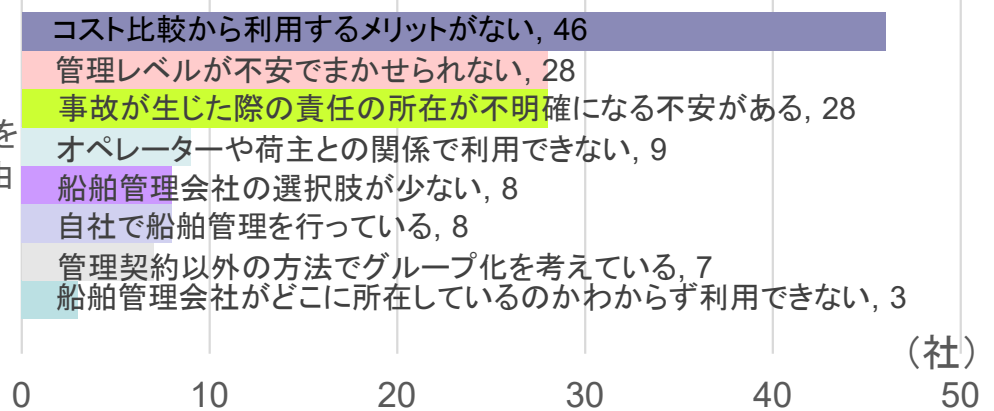 コスト比較から利用するメリットがない, 46
管理レベルが不安でまかせられない, 28
事故が生じた際の責任の所在が不明確になる不安がある, 28
を
オペレーターや荷主との関係で利用できない, 9
由
船舶管理会社の選択肢が少ない, 8
自社で船舶管理を行っている, 8
管理契約以外の方法でグループ化を考えている, 7
船舶管理会社がどこに所在しているのかわからず利用できない, 3
（社）
0 10 20 30 40 50